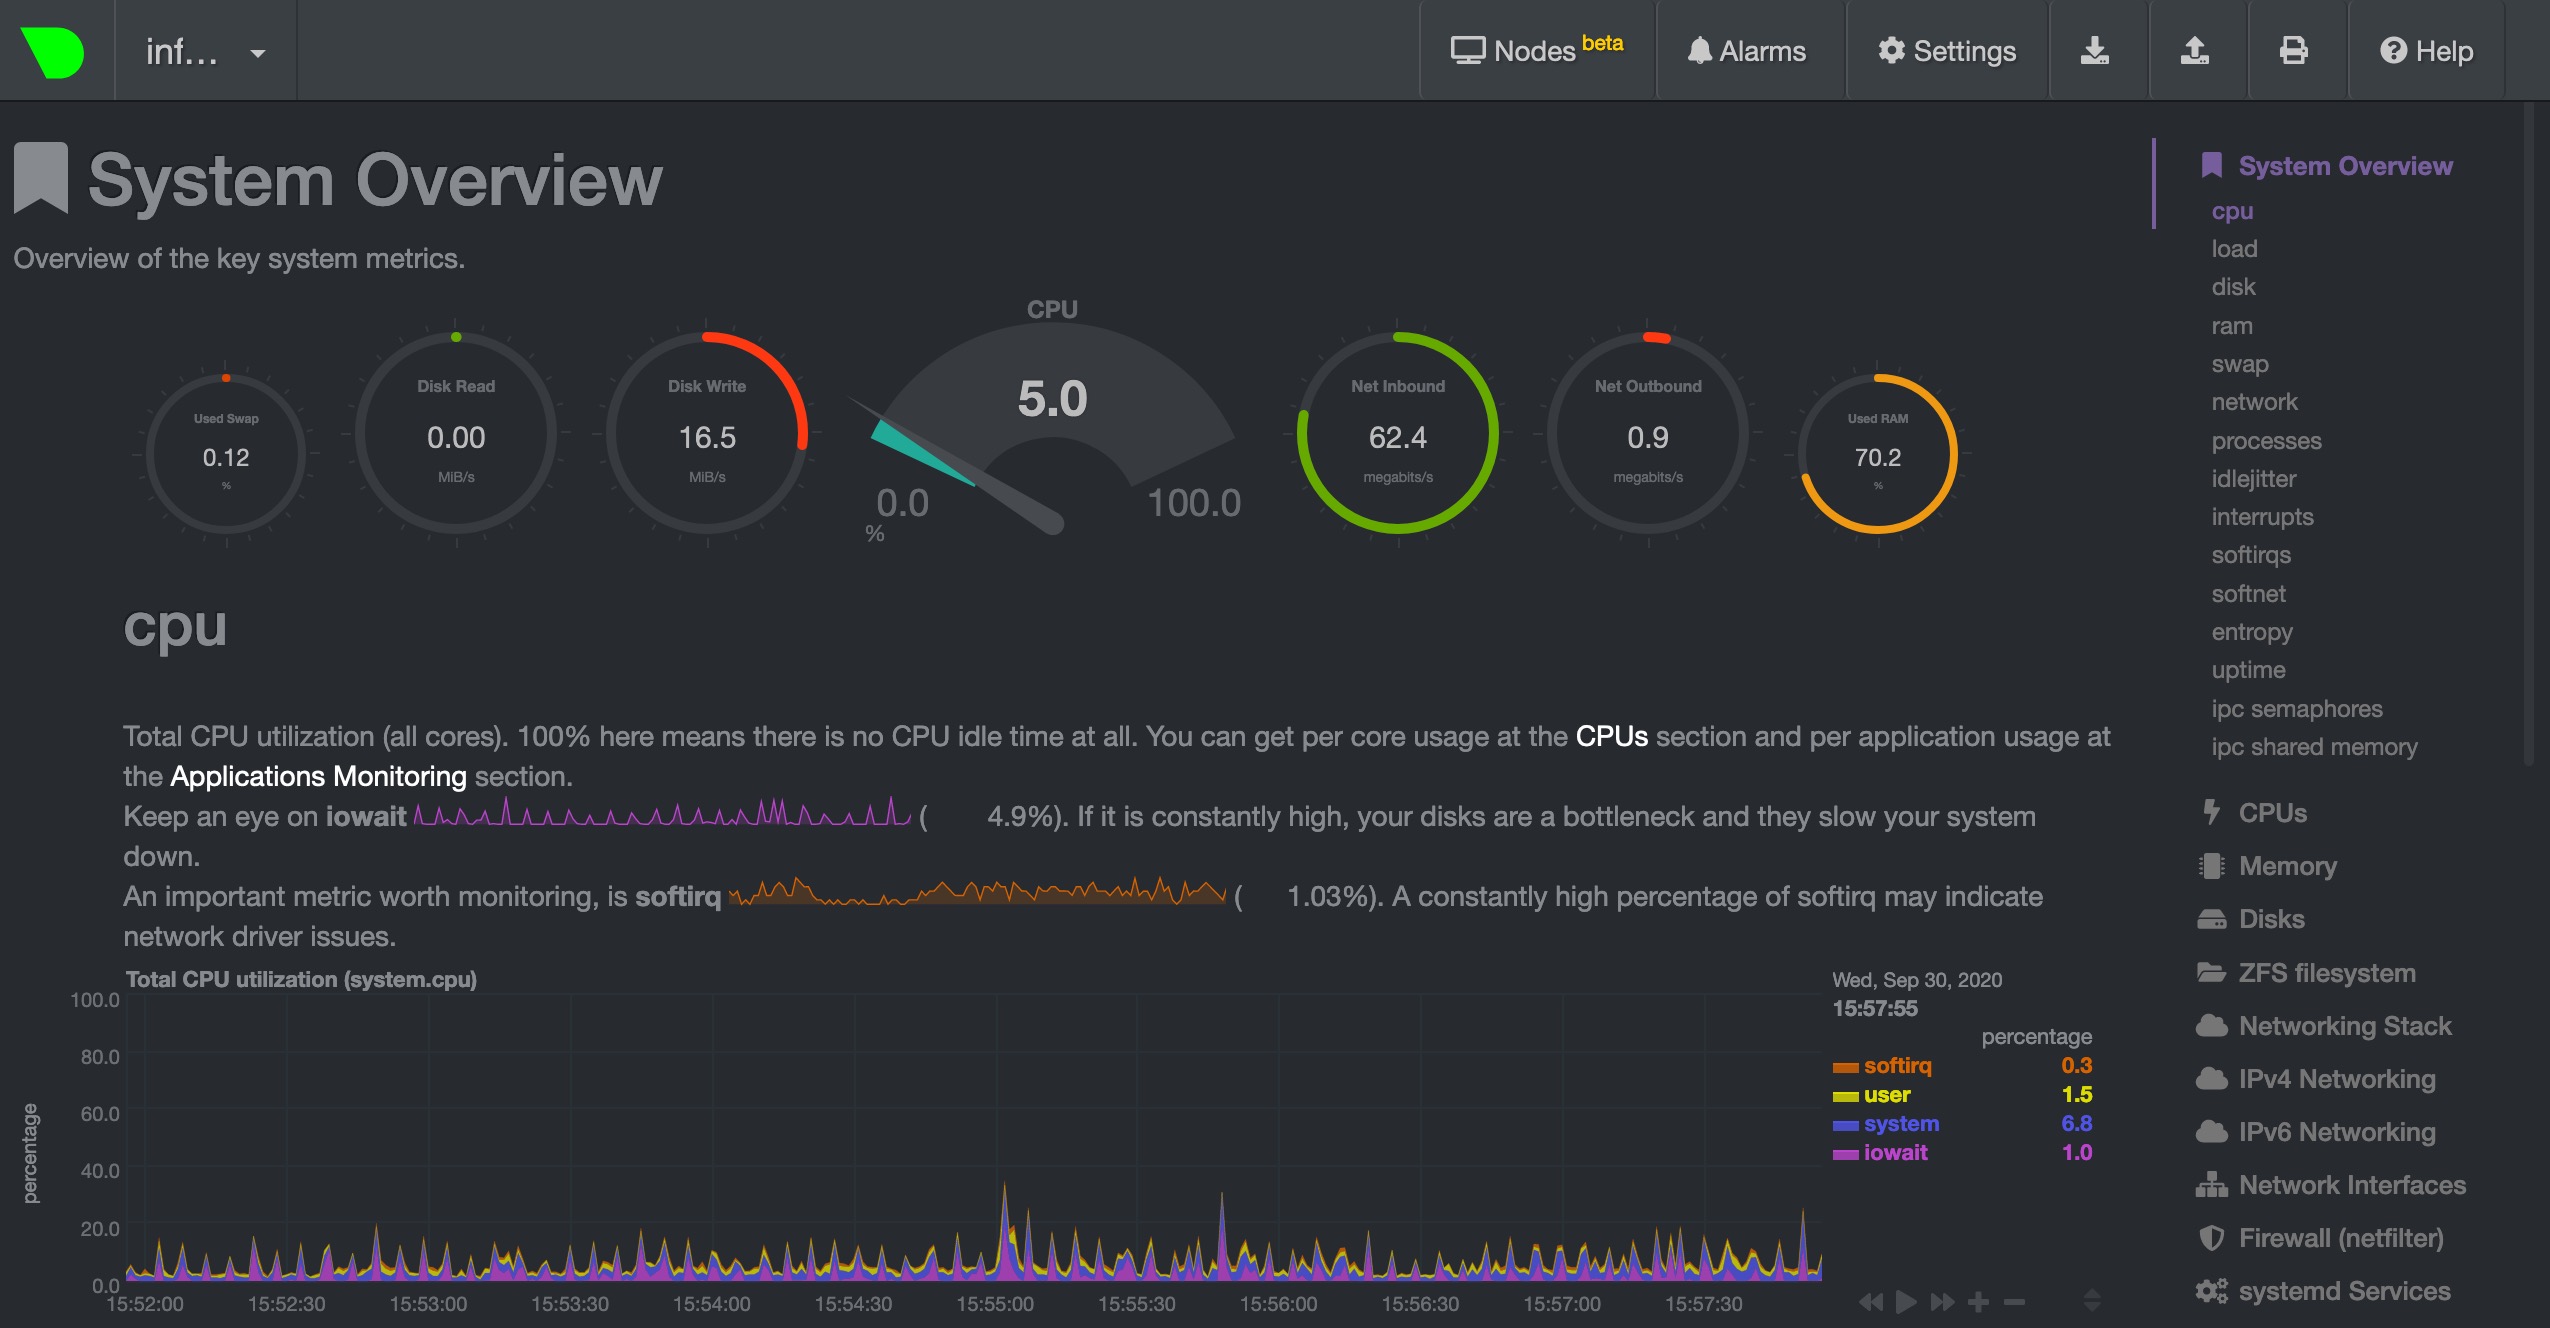 inf...
Nodes beta
Alarms
Settings
Help
System Overview
Overview of the key system metrics.
Used Swap
0.12
%
Disk Read
0.00
MiB/s
Disk Write
16.5
MiB/s
CPU
5.0
0.0
100.0
%
Net Inbound
62.4
megabits/s
Net Outbound
0.9
megabits/s
Used RAM
70.2
%
cpu
Total CPU utilization (all cores). 100% here means there is no CPU idle time at all. You can get per core usage at the CPUs section and per application usage at
the Applications Monitoring section.
Keep an eye on iowait ( 4.9%). If it is constantly high, your disks are a bottleneck and they slow your system
down.
An important metric worth monitoring, is softirq ( 1.03%). A constantly high percentage of softirq may indicate
network driver issues.
Total CPU utilization (system.cpu)
percentage
100.0
80.0
60.0
40.0
20.0
0.0
15:52:00 15:52:30 15:53:00 15:53:30 15:54:00 15:54:30 15:55:00 15:55:30 15:56:00 15:56:30 15:57:00 15:57:30
Wed, Sep 30, 2020
15:57:55
percentage
softirq 0.3
user 1.5
system 6.8
iowait 1.0
System Overview
cpu
load
disk
ram
swap
network
processes
idlejitter
interrupts
softirqs
softnet
entropy
uptime
ipc semaphores
ipc shared memory
CPUs
Memory
Disks
ZFS filesystem
Networking Stack
IPv4 Networking
IPv6 Networking
Network Interfaces
Firewall (netfilter)
systemd Services